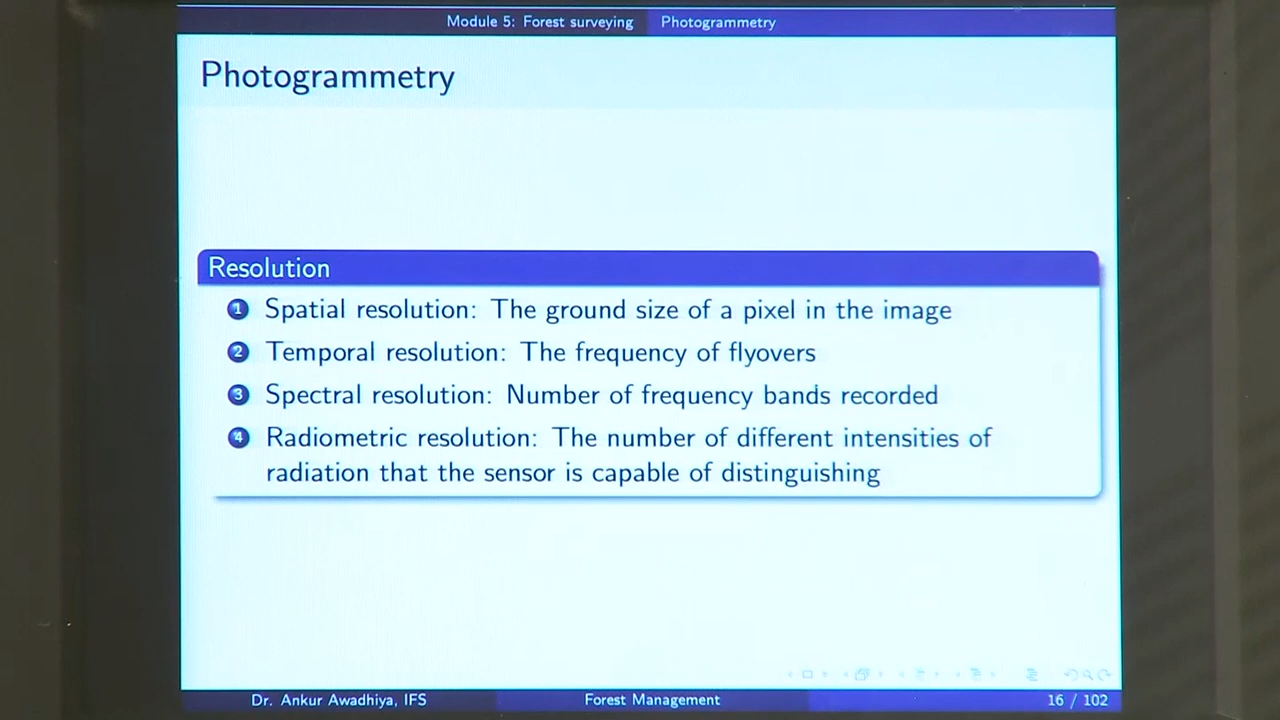 Module 5: Forest surveying Photogrammetry
Photogrammetry
Resolution
1 Spatial resolution: The ground size of a pixel in the image
2 Temporal resolution: The frequency of flyovers
3 Spectral resolution: Number of frequency bands recorded
4 Radiometric resolution: The number of different intensities of
radiation that the sensor is capable of distinguishing
Dr. Ankur Awadhiya, IFS Forest Management 16 / 102